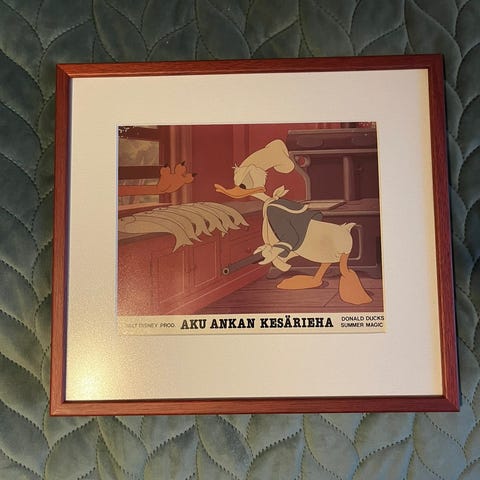 WALT DISNEY PROD. AKU ANKAN KESÄRIEHA DONALD DUCKS
SUMMER MAGIC